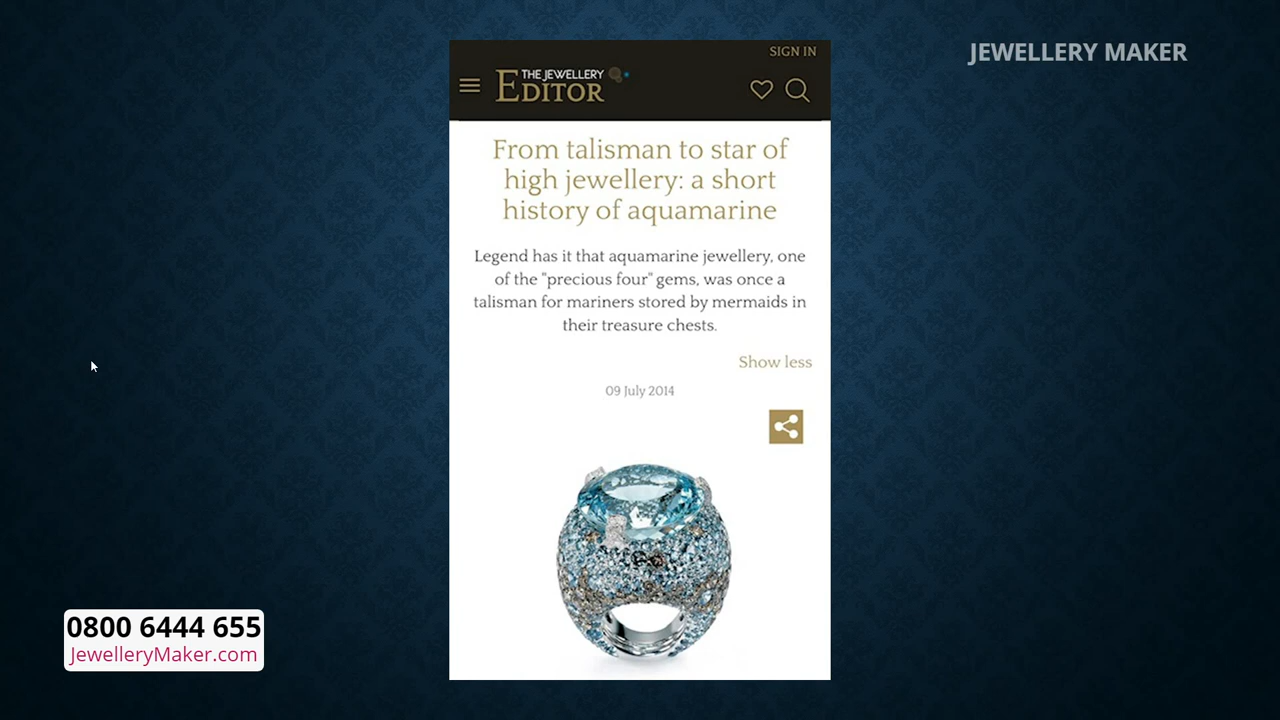 JEWELLERY MAKER
SIGN IN
THE JEWELLERY
EDITOR
From talisman to star of
high jewellery: a short
history of aquamarine
Legend has it that aquamarine jewellery, one
of the "precious four" gems, was once a
talisman for mariners stored by mermaids in
their treasure chests.
Show less
09 July 2014
0800 6444 655
JewelleryMaker.com